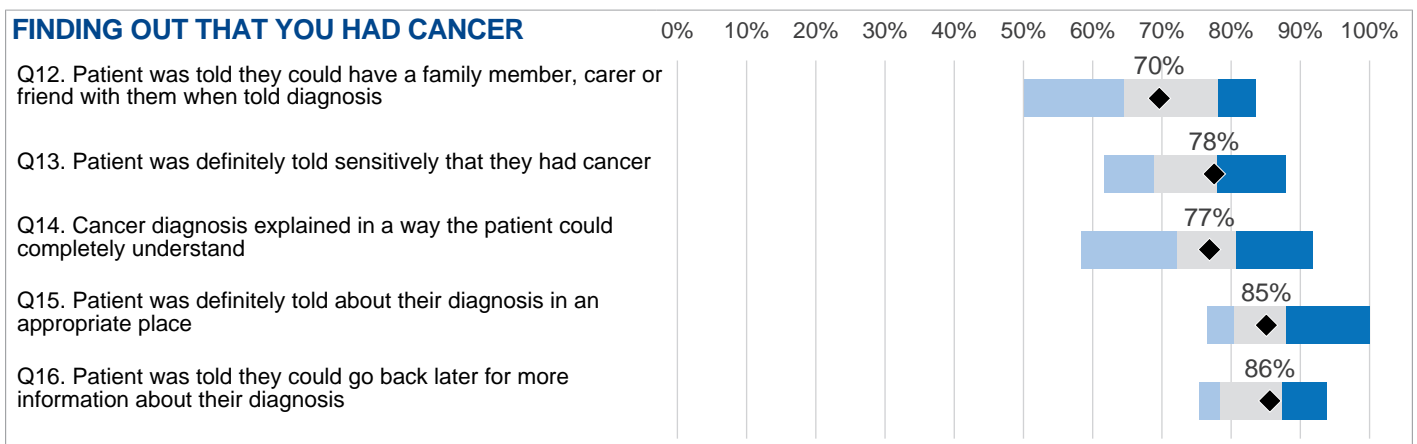 FINDING OUT THAT YOU HAD CANCER 0% 10% 20% 30% 40% 50% 60% 70% 80% 90% 100%
Q12. Patient was told they could have a family member, carer or
friend with them when told diagnosis
70%
Q13. Patient was definitely told sensitively that they had cancer
78%
Q14. Cancer diagnosis explained in a way the patient could
completely understand
77%
Q15. Patient was definitely told about their diagnosis in an
appropriate place
85%
Q16. Patient was told they could go back later for more
information about their diagnosis
86%